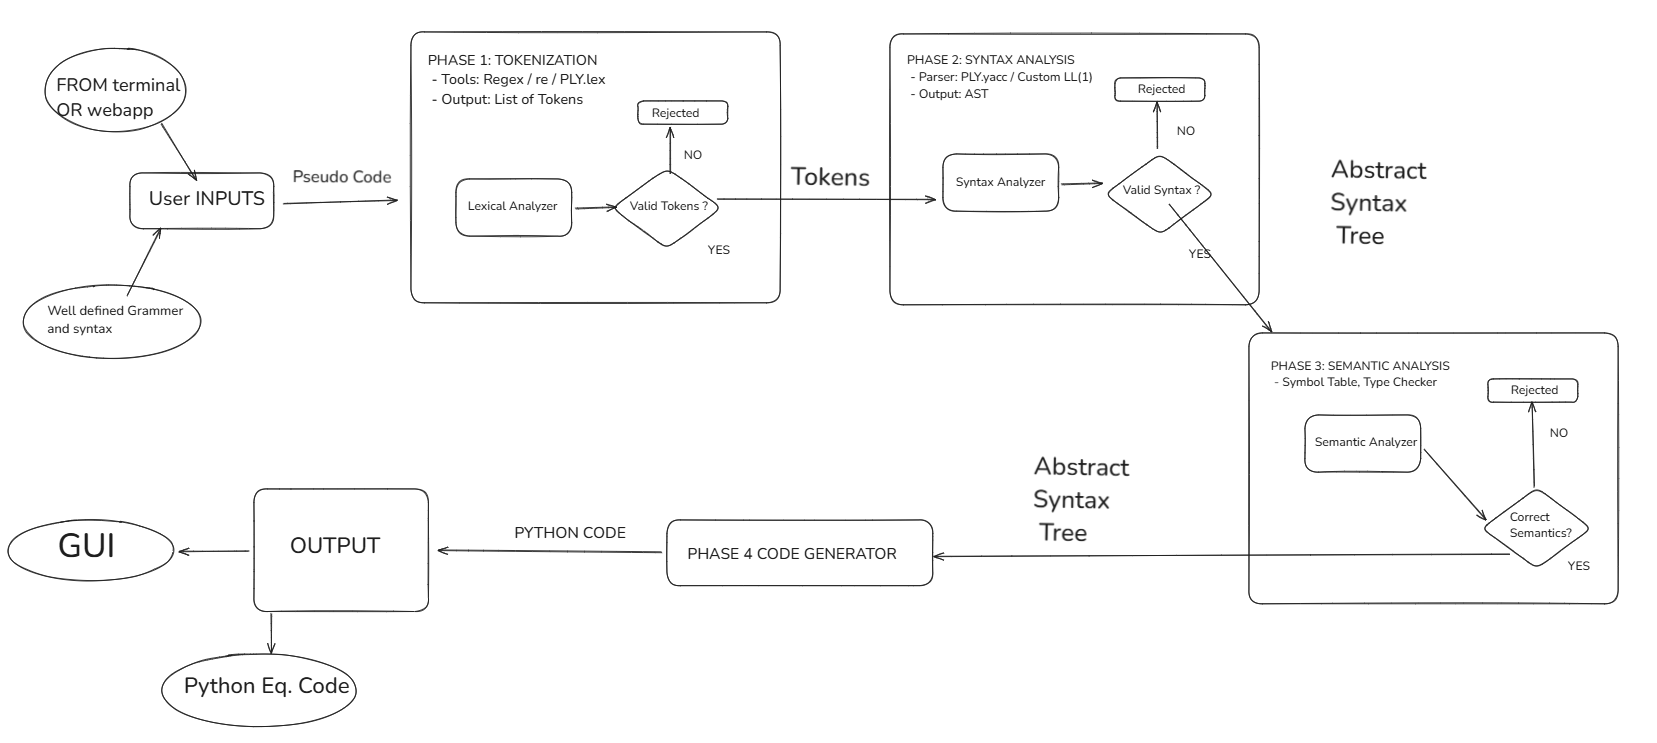 FROM terminal
OR webapp
User INPUTS
Well defined Grammer
and syntax
Pseudo Code
PHASE 1: TOKENIZATION
- Tools: Regex / re / PLY.lex
- Output: List of Tokens
Rejected
NO
Lexical Analyzer
Valid Tokens ?
YES
Tokens
PHASE 2: SYNTAX ANALYSIS
- Parser: PLY.yacc / Custom LL(1)
- Output: AST
Rejected
NO
Syntax Analyzer
Valid Syntax ?
YES
Abstract
Syntax
Tree
PHASE 3: SEMANTIC ANALYSIS
- Symbol Table, Type Checker
Rejected
NO
Semantic Analyzer
Correct
Semantics?
YES
Abstract
Syntax
Tree
PHASE 4 CODE GENERATOR
PYTHON CODE
OUTPUT
GUI
Python Eq. Code